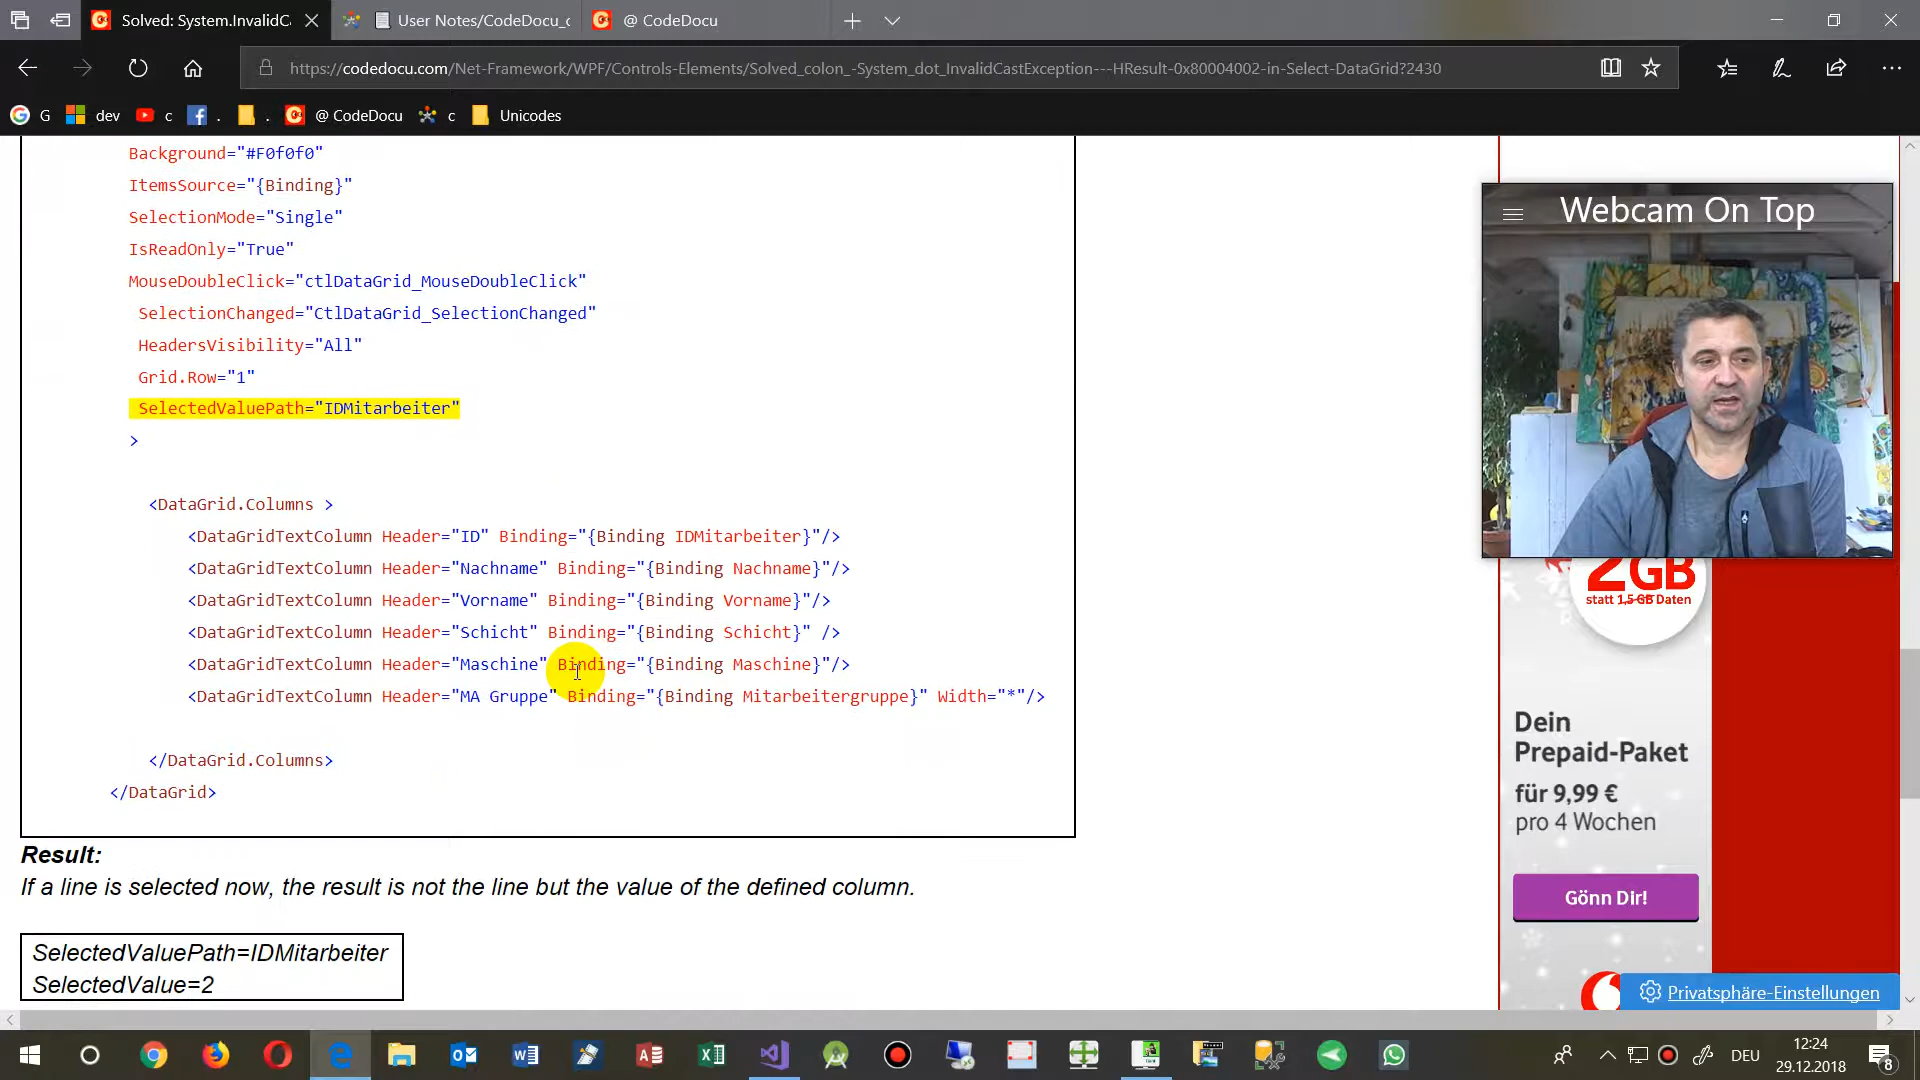 Solved: System.InvalidCa
User Notes/CodeDocu_c
@ CodeDocu
https://codedocu.com/Net-Framework/WPF/Controls-Elements/Solved_colon_-System_dot_InvalidCastException---HResult-0x80004002-in-Select-DataGrid?2430
G
dev
c
.
.
@ CodeDocu
c
Unicodes
Background="#F0f0f0"
ItemsSource="{Binding}"
SelectionMode="Single"
IsReadOnly="True"
MouseDoubleClick="ctlDataGrid_MouseDoubleClick"
SelectionChanged="CtlDataGrid_SelectionChanged"
HeadersVisibility="All"
Grid.Row="1"
SelectedValuePath="IDMitarbeiter"
>
<DataGrid.Columns >
<DataGridTextColumn Header="ID" Binding="{Binding IDMitarbeiter}"/>
<DataGridTextColumn Header="Nachname" Binding="{Binding Nachname}"/>
<DataGridTextColumn Header="Vorname" Binding="{Binding Vorname}"/>
<DataGridTextColumn Header="Schicht" Binding="{Binding Schicht}" />
<DataGridTextColumn Header="Maschine" Binding="{Binding Maschine}"/>
<DataGridTextColumn Header="MA Gruppe" Binding="{Binding Mitarbeitergruppe}" Width="*"/>
</DataGrid.Columns>
</DataGrid>
Result:
If a line is selected now, the result is not the line but the value of the defined column.
SelectedValuePath=IDMitarbeiter
SelectedValue=2
Webcam On Top
2GB
statt 1,5 GB Daten
Dein
Prepaid-Paket
für 9,99 €
pro 4 Wochen
Gönn Dir!
Privatsphäre-Einstellungen
DEU
12:24
29.12.2018
8